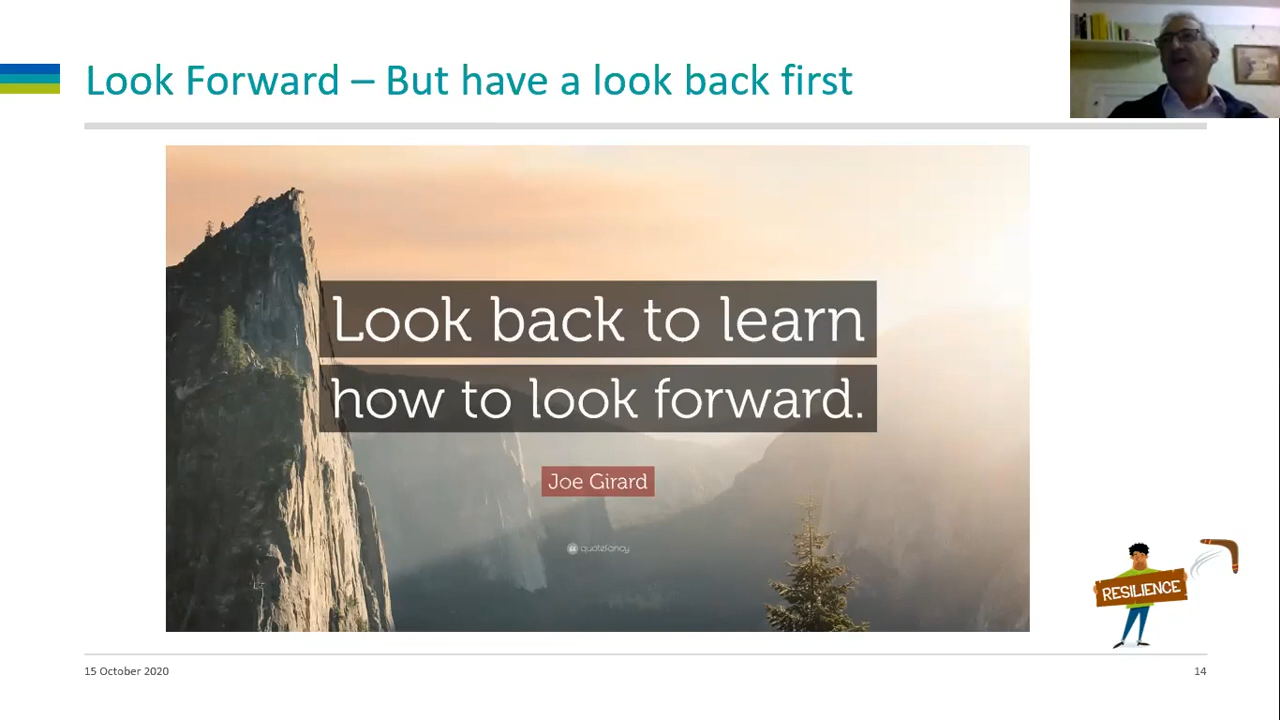 Look Forward – But have a look back first
Look back to learn
how to look forward.
Joe Girard
quotefancy
RESILIENCE
15 October 2020
14